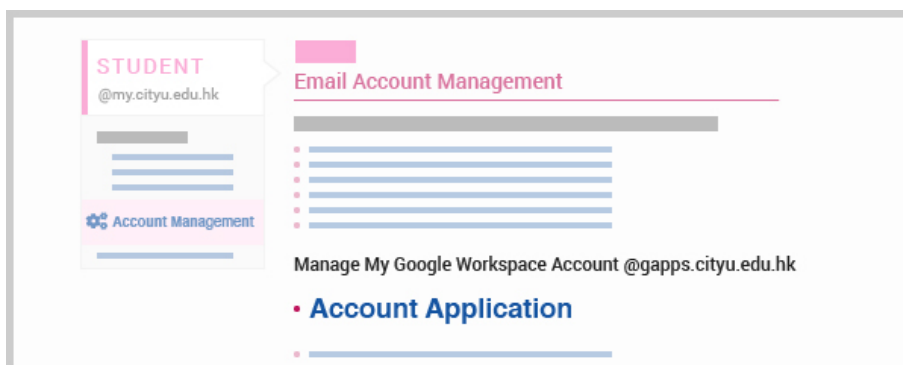 STUDENT
@my.cityu.edu.hk
Account Management
Email Account Management
Manage My Google Workspace Account @gapps.cityu.edu.hk
• Account Application